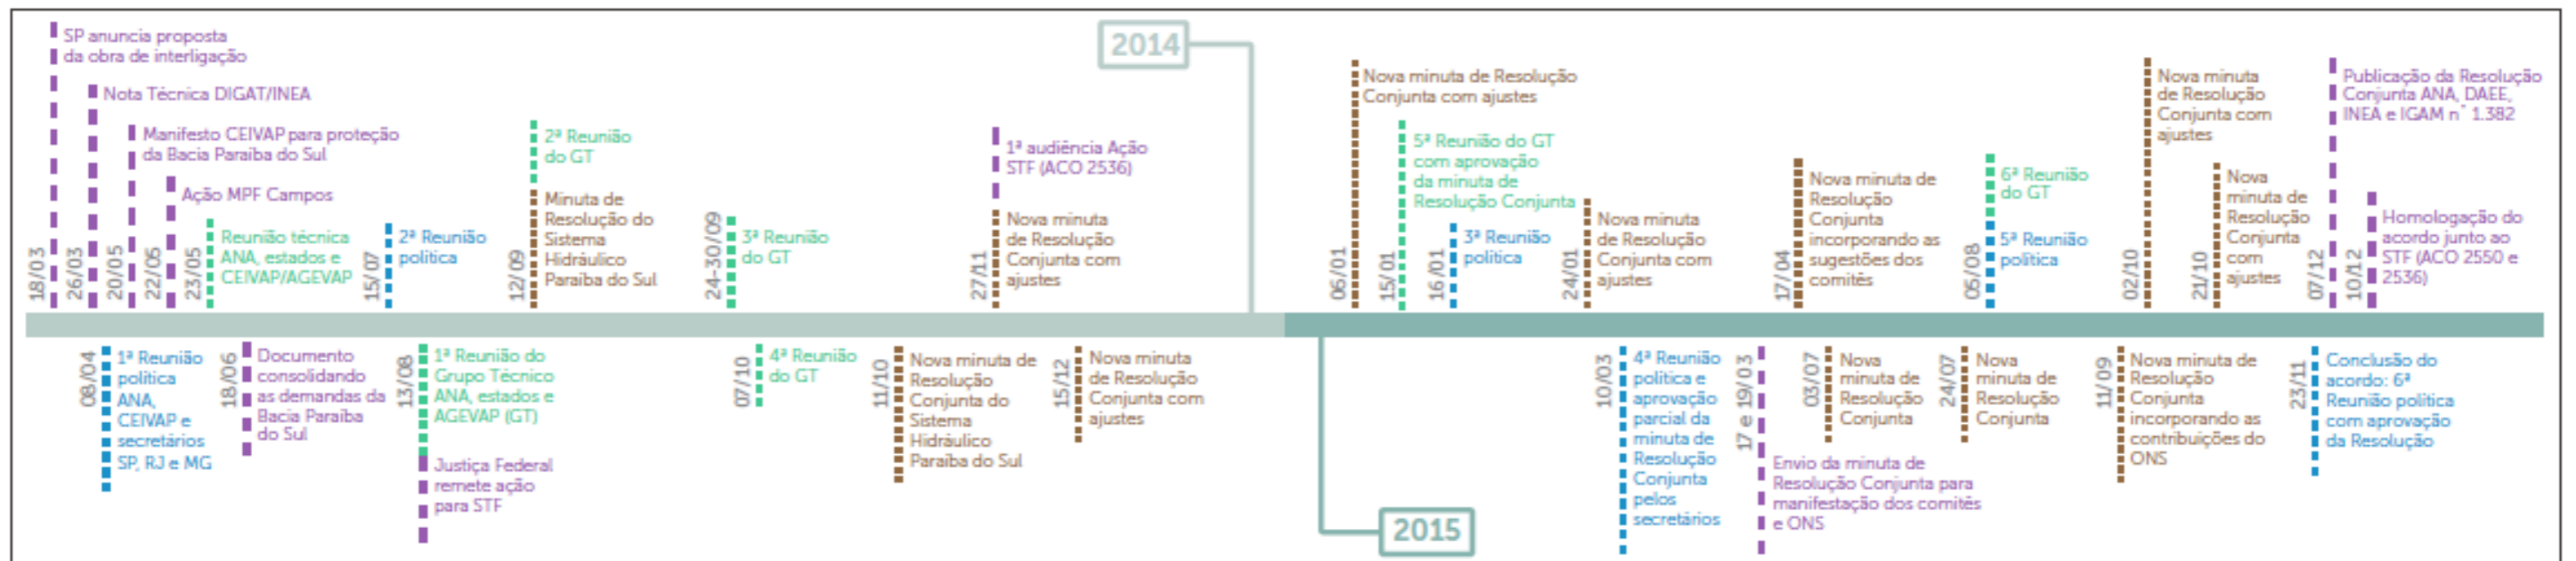 2014
18/03
SP anuncia proposta
da obra de interligação
26/03
Nota Técnica DIGAT/INEA
20/05
Manifesto CEIVAP para proteção
da Bacia Paraíba do Sul
22/05
Ação MPF Campos
23/05
Reunião técnica
ANA, estados e
CEIVAP/AGEVAP
15/07
2ª Reunião
política
12/09
2ª Reunião
do GT
Minuta de
Resolução do
Sistema
Hidráulico
Paraíba do Sul
24-30/09
3ª Reunião
do GT
27/11
1ª audiência Ação
STF (ACO 2536)
Nova minuta
de Resolução
Conjunta com
ajustes
06/01
Nova minuta de Resolução
Conjunta com ajustes
15/01
5ª Reunião do GT
com aprovação
da minuta de
Resolução Conjunta
16/01
3ª Reunião
política
24/01
Nova minuta
de Resolução
Conjunta com
ajustes
17/04
Nova minuta de
Resolução
Conjunta
incorporando as
sugestões dos
comitês
05/08
6ª Reunião
do GT
5ª Reunião
política
02/10
Nova minuta
de Resolução
Conjunta com
ajustes
21/10
Nova
minuta de
Resolução
Conjunta
com
ajustes
07/12
Publicação da Resolução
Conjunta ANA, DAEE,
INEA e IGAM n° 1.382
10/12
Homologação do
acordo junto ao
STF (ACO 2550 e
2536)
08/04
1ª Reunião
política
ANA,
CEIVAP e
secretários
SP, RJ e MG
18/06
Documento
consolidando
as demandas da
Bacia Paraíba
do Sul
13/08
1ª Reunião do
Grupo Técnico
ANA, estados e
AGEVAP (GT)
Justiça Federal
remete ação
para STF
07/10
4ª Reunião
do GT
11/10
Nova minuta de
Resolução
Conjunta do
Sistema
Hidráulico
Paraíba do Sul
15/12
Nova minuta
de Resolução
Conjunta com
ajustes
2015
10/03
4ª Reunião
política e
aprovação
parcial da
minuta de
Resolução
Conjunta
pelos
secretários
17 e 19/03
Envio da minuta de
Resolução Conjunta para
manifestação dos comitês
e ONS
03/07
Nova
minuta de
Resolução
Conjunta
24/07
Nova
minuta de
Resolução
Conjunta
11/09
Nova minuta de
Resolução
Conjunta
incorporando as
contribuições do
ONS
23/11
Conclusão do
acordo: 6ª
Reunião política
com aprovação
da Resolução